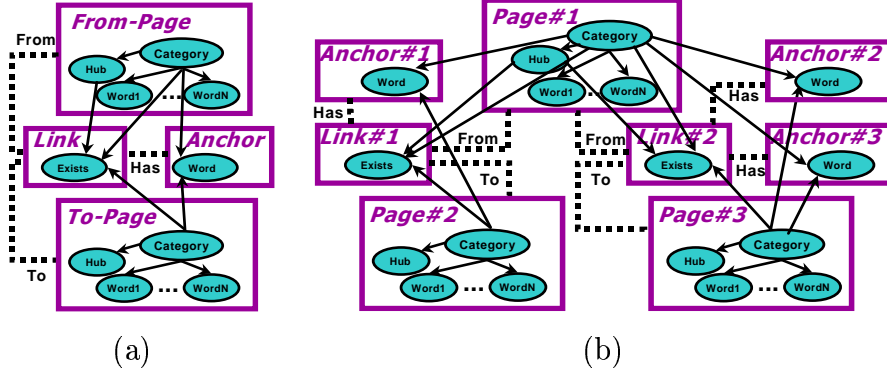 From-Page
From
Category
Hub
Word1
...
WordN
Link
Anchor
Exists
Has
Word
To-Page
Category
Hub
To
Word1
...
WordN
(a)
Page#1
Anchor#1
Category
Anchor#2
Hub
Word
Word
Word1
...
WordN
Has
Has
Link#1
From
From
Link#2
Anchor#3
Exists
To
To
Exists
Has
Word
Page#2
Page#3
Category
Category
Hub
Hub
Word1
...
WordN
Word1
...
WordN
(b)